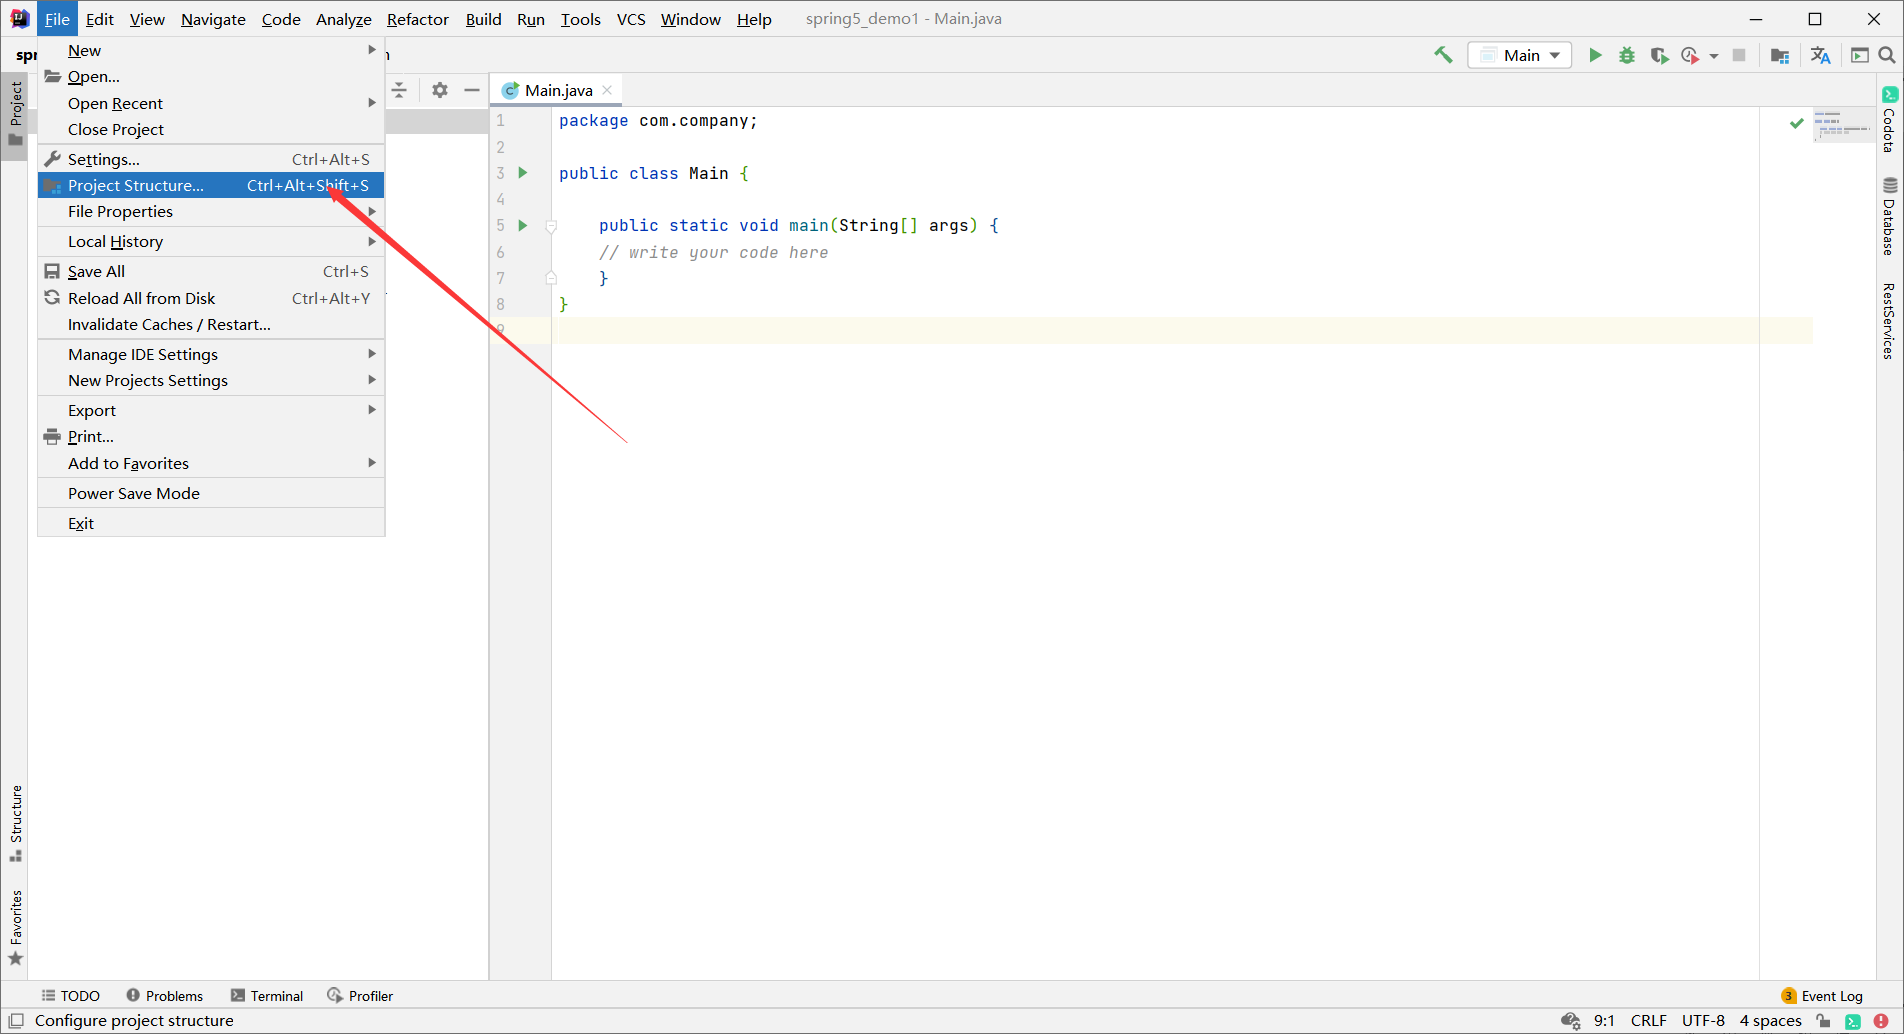 File Edit View Navigate Code Analyze Refactor Build Run Tools VCS Window Help spring5_demo1 - Main.java
Main
Project
New
Open...
Open Recent
Close Project
Settings... Ctrl+Alt+S
Project Structure... Ctrl+Alt+Shift+S
File Properties
Local History
Save All Ctrl+S
Reload All from Disk Ctrl+Alt+Y
Invalidate Caches / Restart...
Manage IDE Settings
New Projects Settings
Export
Print...
Add to Favorites
Power Save Mode
Exit
Main.java
1 package com.company;
2
3 public class Main {
4
5 public static void main(String[] args) {
6 // write your code here
7 }
8 }
9
Codota
Database
RestServices
Structure
Favorites
TODO Problems Terminal Profiler 3 Event Log
Configure project structure 9:1 CRLF UTF-8 4 spaces